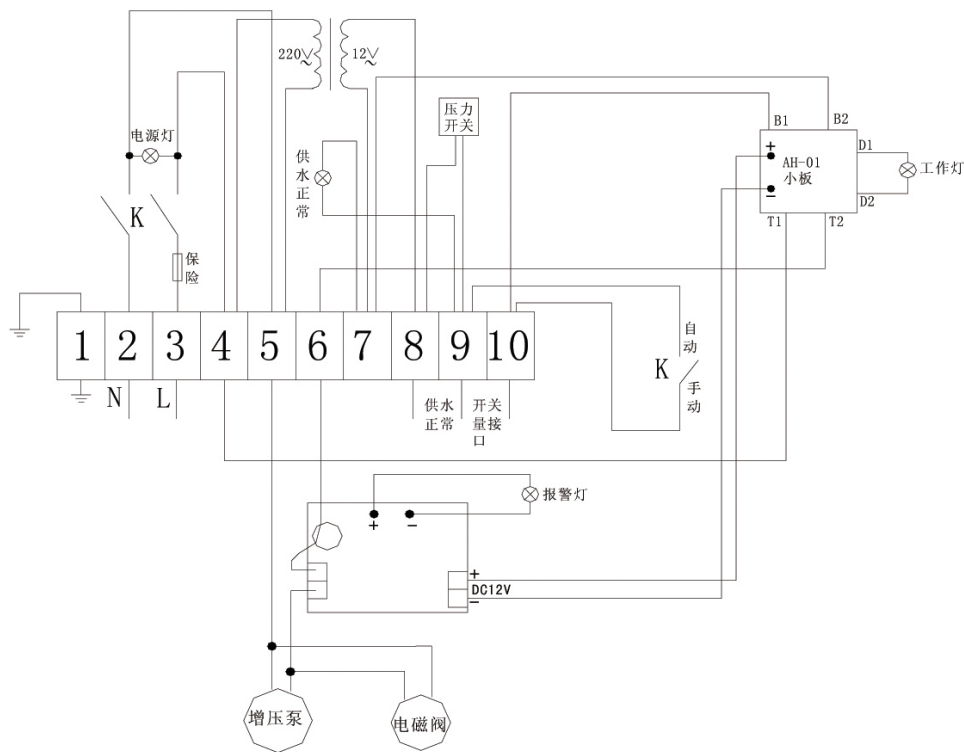 220V
~
12V
~
压力
开关
B1
B2
电源灯
供
水
正
常
+
AH-01
小板
−
D1
工作灯
D2
T1
T2
K
保
险
1
2
3
4
5
6
7
8
9
10
自
动
K
手
动
N
L
供水
正常
开关
量接
口
报警灯
+
−
+
DC12V
−
增压泵
电磁阀